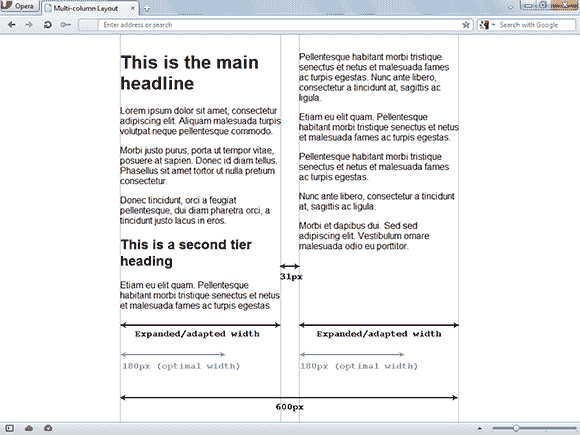 Opera
Multi-column Layout
Enter address or search
Search with Google
This is the main
headline
Lorem ipsum dolor sit amet, consectetur
adipiscing elit. Aliquam malesuada turpis
volutpat neque pellentesque commodo.
Morbi justo purus, porta ut tempor vitae,
posuere at sapien. Donec id diam tellus.
Phasellus sit amet tortor ut nulla pretium
consectetur.
Donec tincidunt, orci a feugiat
pellentesque, dui diam pharetra orci, a
tincidunt justo lacus in eros.
This is a second tier
heading
Etiam eu elit quam. Pellentesque
habitant morbi tristique senectus et netus
et malesuada fames ac turpis egestas.
Pellentesque habitant morbi tristique
senectus et netus et malesuada fames
ac turpis egestas. Nunc ante libero,
consectetur a tincidunt at, sagittis ac
ligula.
Etiam eu elit quam. Pellentesque
habitant morbi tristique senectus et netus
et malesuada fames ac turpis egestas.
Pellentesque habitant morbi tristique
senectus et netus et malesuada fames
ac turpis egestas.
Nunc ante libero, consectetur a tincidunt
at, sagittis ac ligula.
Morbi et dapibus dui. Sed sed
adipiscing elit. Vestibulum ornare
malesuada odio eu porttitor.
31px
Expanded/adapted width
Expanded/adapted width
180px (optimal width)
180px (optimal width)
600px